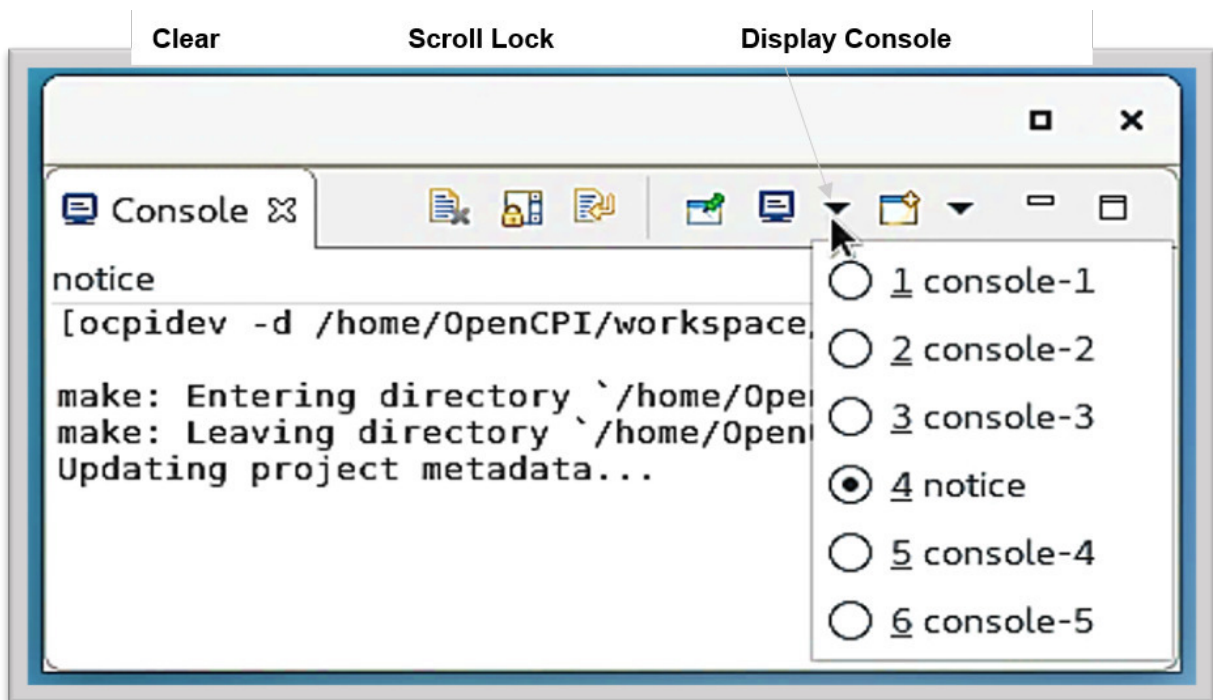 Clear Scroll Lock Display Console
Console
notice
[ocpidev -d /home/OpenCPI/workspace
make: Entering directory `/home/Ope
make: Leaving directory `/home/Open
Updating project metadata...
1 console-1
2 console-2
3 console-3
4 notice
5 console-4
6 console-5